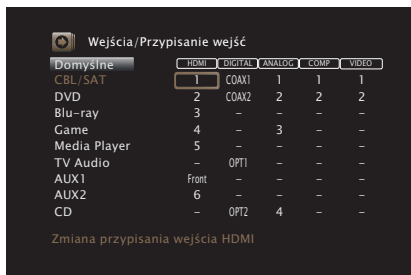 Wejścia/Przypisanie wejść
Domyślne HDMI DIGITAL ANALOG COMP VIDEO
CBL/SAT 1 COAX1 1 1 1
DVD 2 COAX2 2 2 2
Blu-ray 3 – – – –
Game 4 – 3 – –
Media Player 5 – – – –
TV Audio – OPT1 – – –
AUX1 Front – – – –
AUX2 6 – – – –
CD – OPT2 4 – –
Zmiana przypisania wejścia HDMI